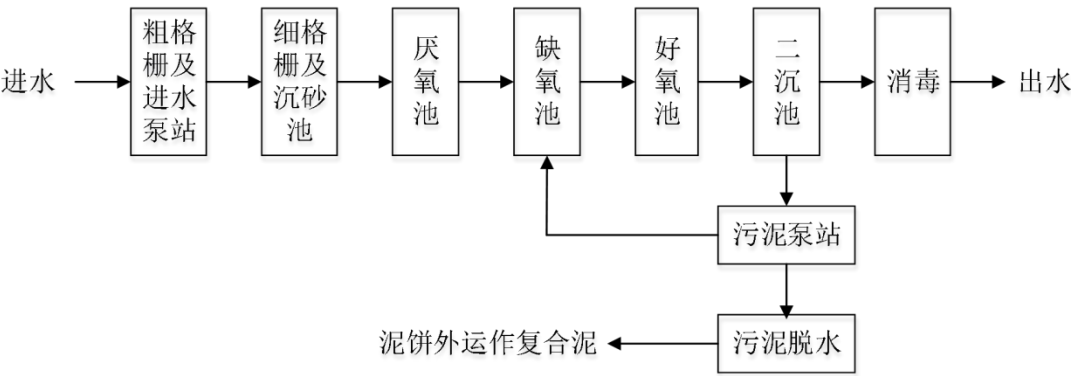 进水
粗格
栅及
进水
泵站
细格
栅及
沉砂
池
厌
氧
池
缺
氧
池
好
氧
池
二
沉
池
消毒
出水
污泥泵站
污泥脱水
泥饼外运作复合泥